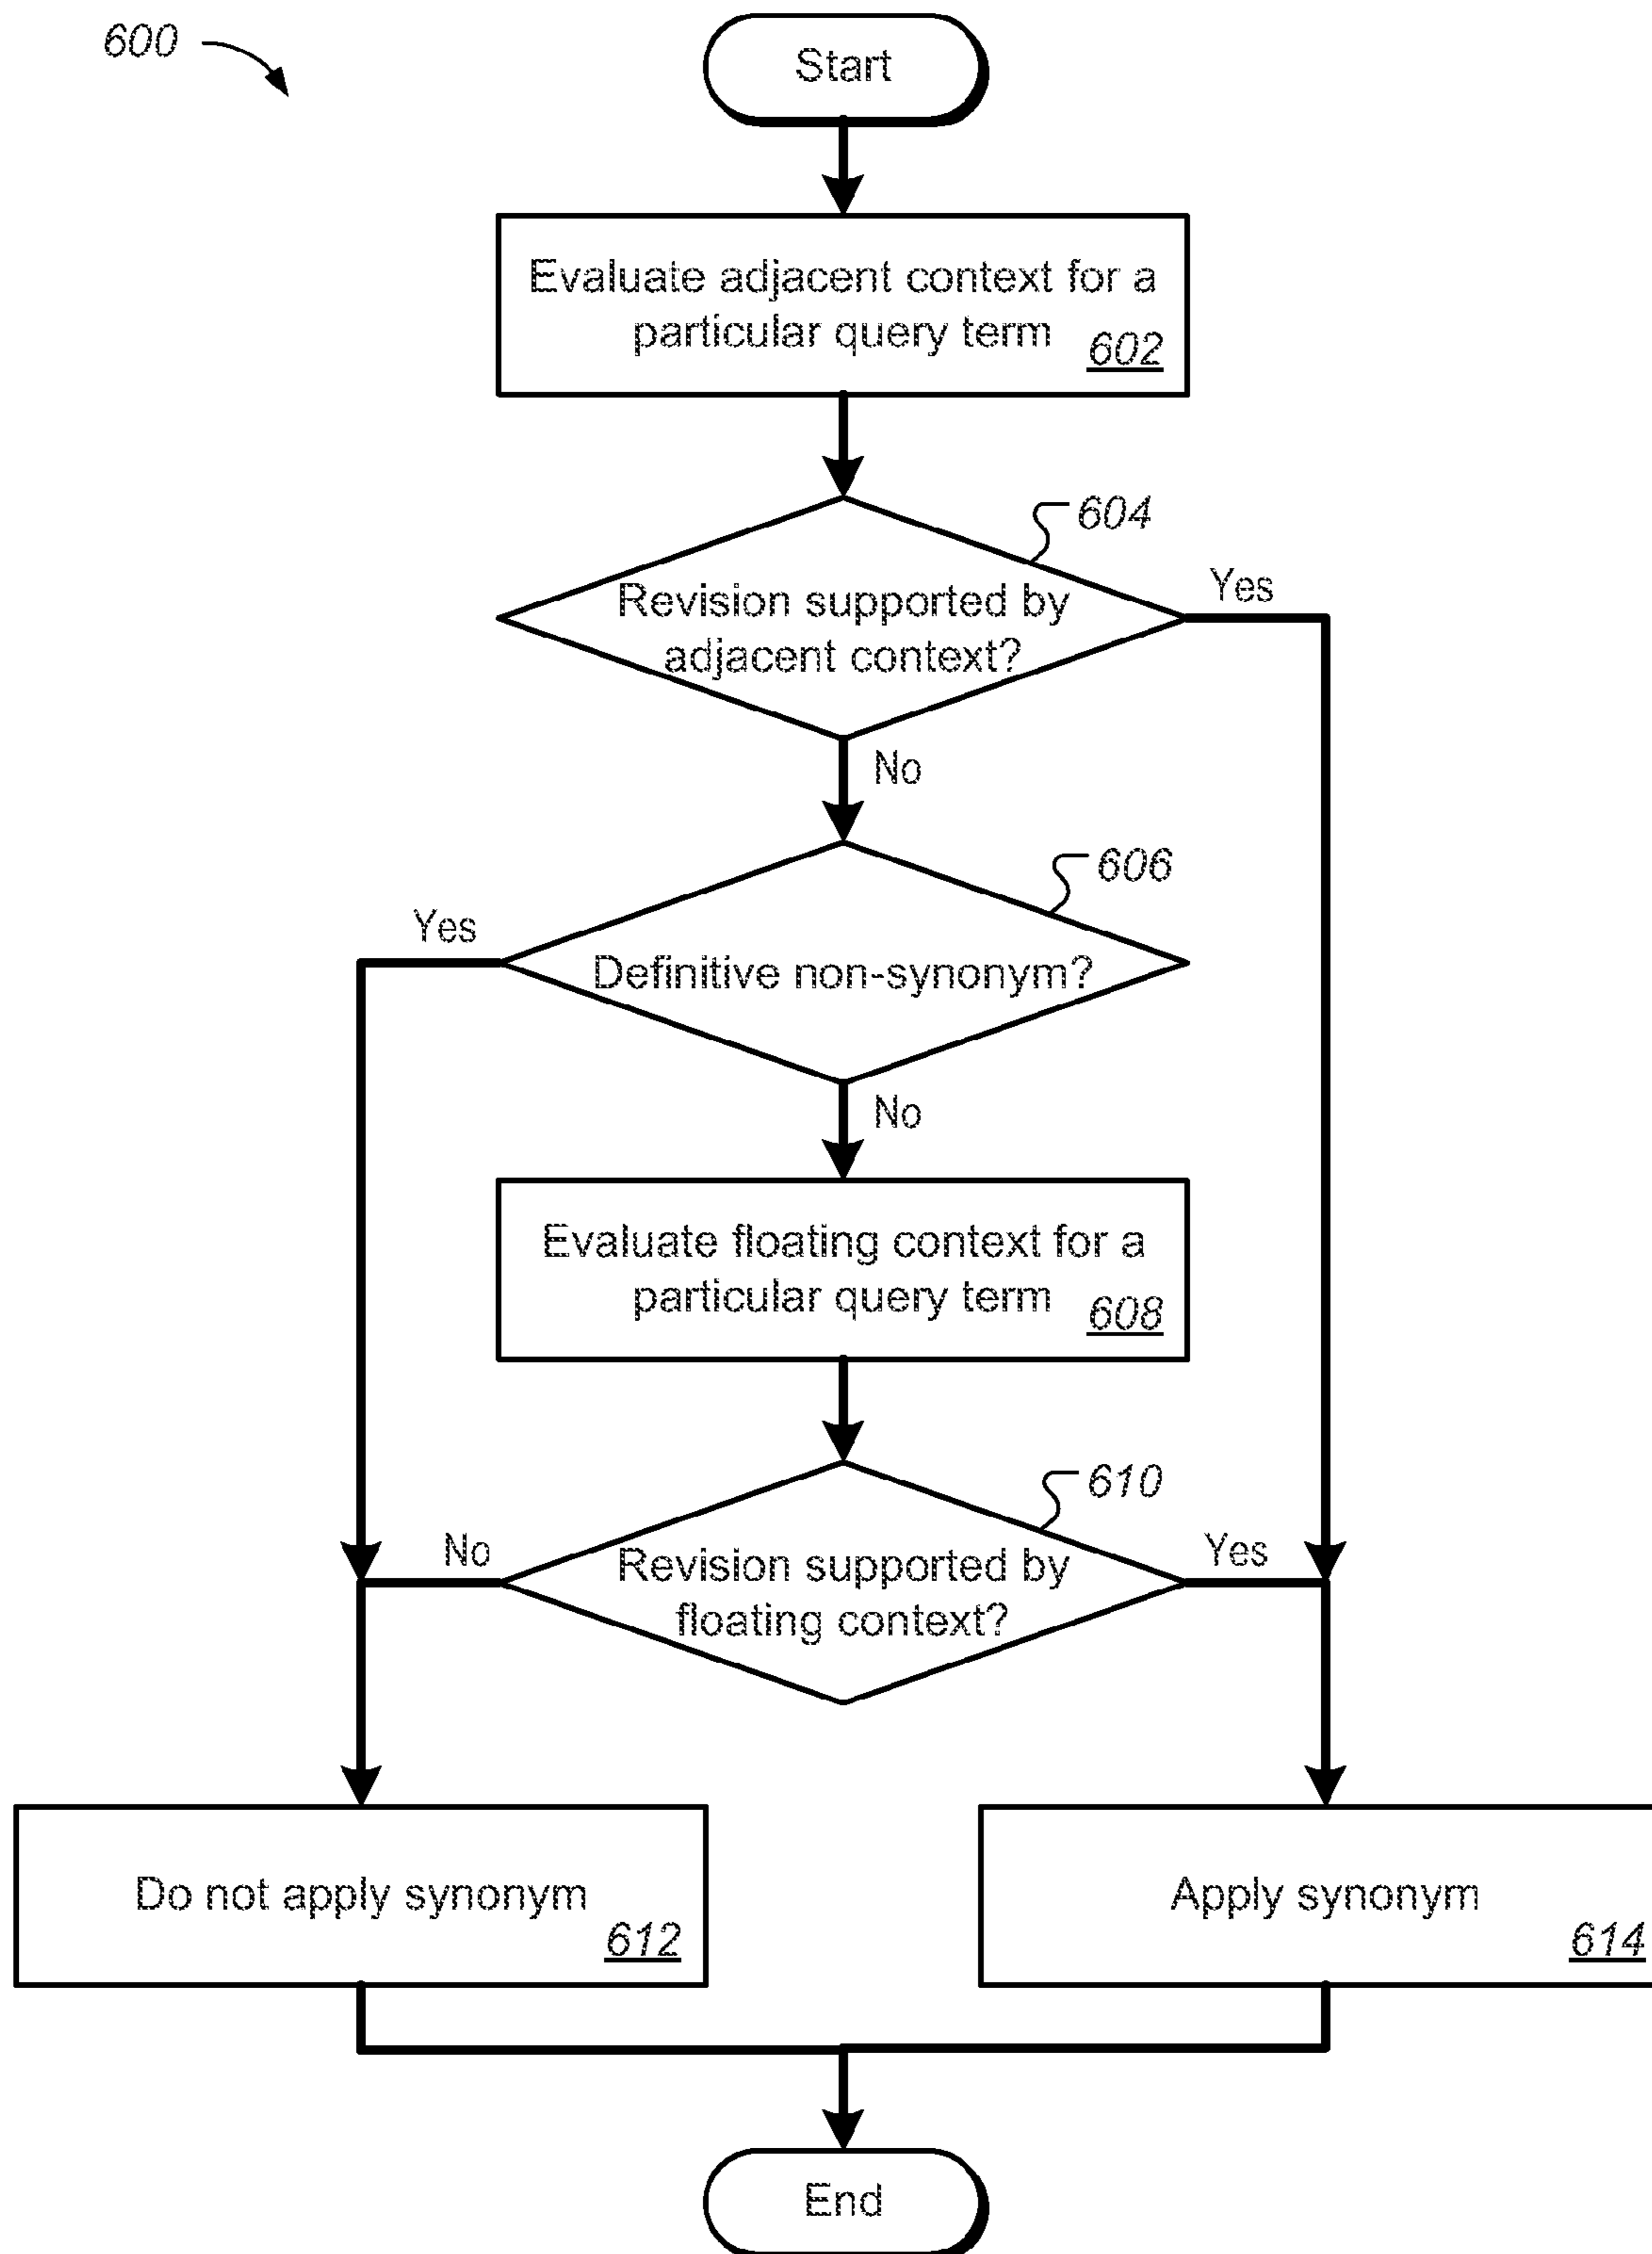 600
Start
Evaluate adjacent context for a
particular query term
602
604
Revision supported by
adjacent context?
Yes
No
606
Yes
Definitive non-synonym?
No
Evaluate floating context for a
particular query term
608
610
No
Revision supported by
floating context?
Yes
Do not apply synonym
612
Apply synonym
614
End